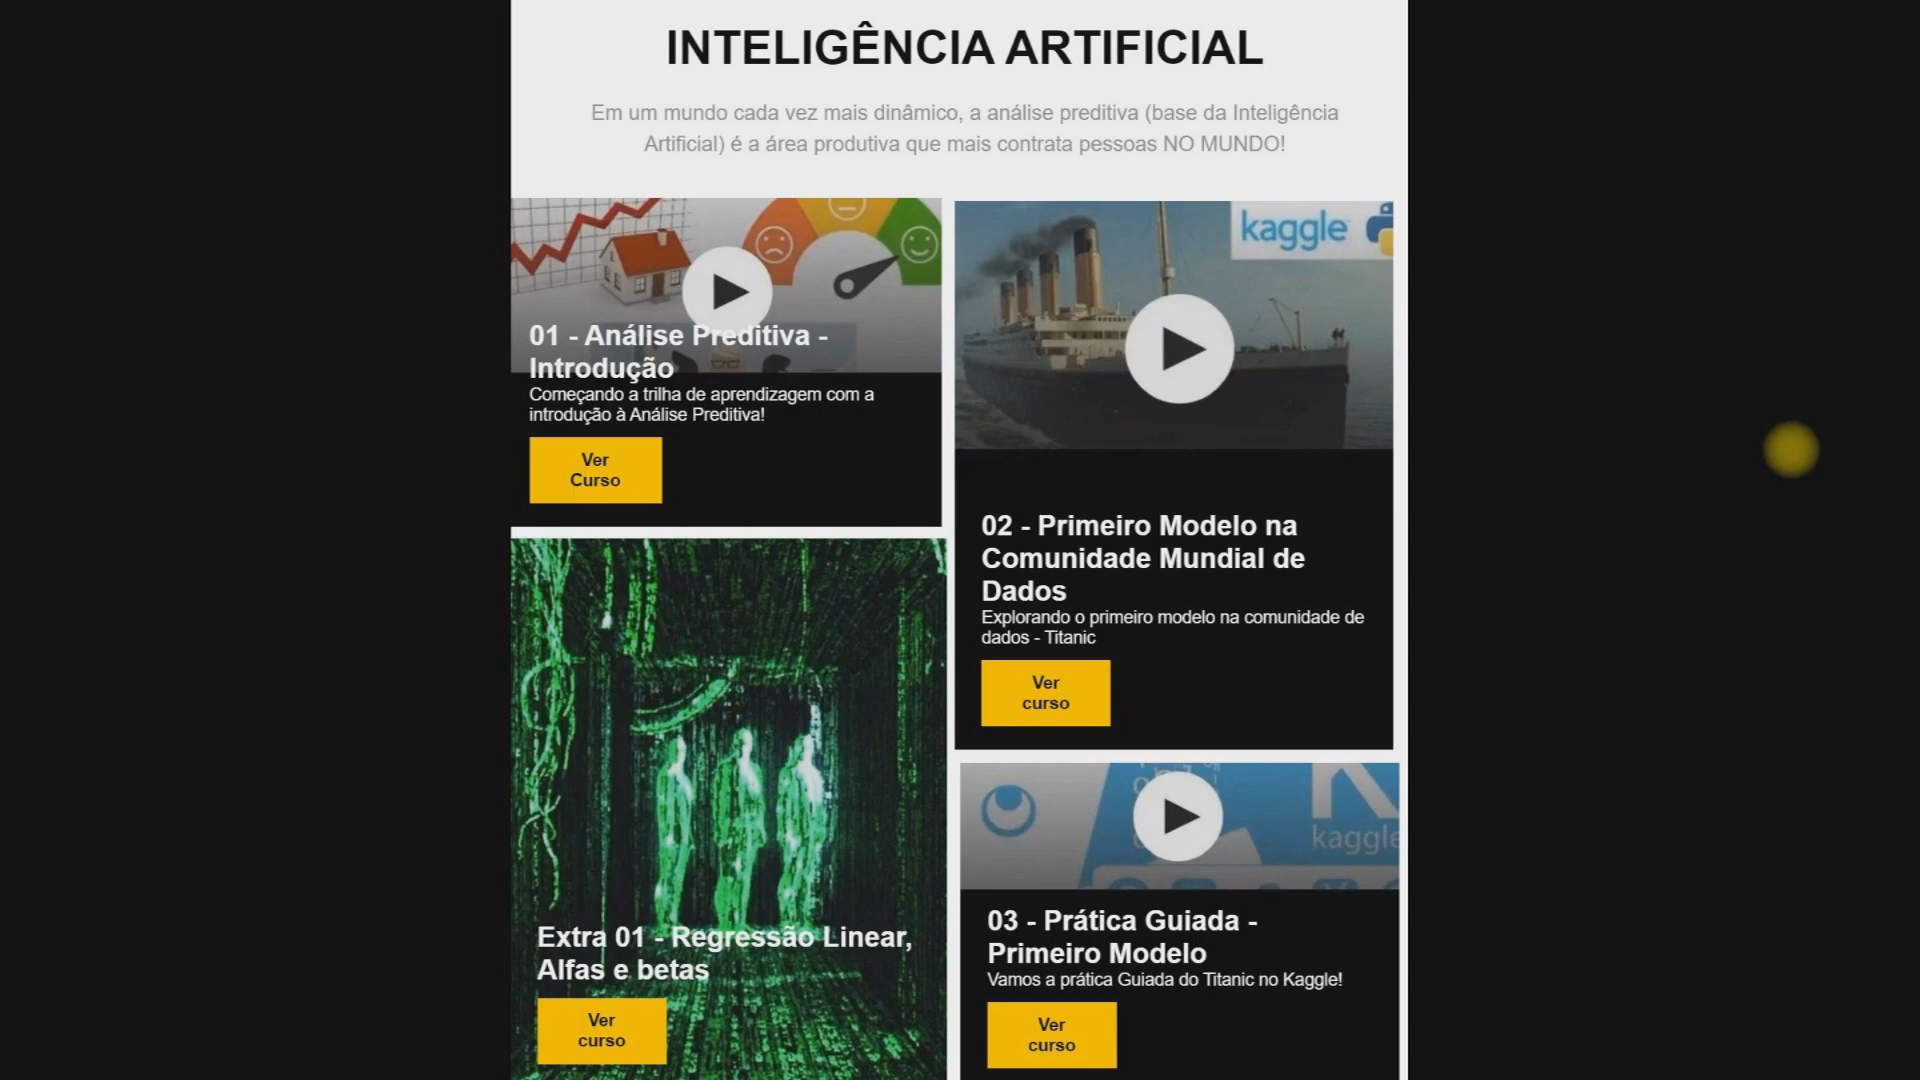 INTELIGÊNCIA ARTIFICIAL
Em um mundo cada vez mais dinâmico, a análise preditiva (base da Inteligência
Artificial) é a área produtiva que mais contrata pessoas NO MUNDO!
01 - Análise Preditiva -
Introdução
Começando a trilha de aprendizagem com a
introdução à Análise Preditiva!
Ver
Curso
kaggle
02 - Primeiro Modelo na
Comunidade Mundial de
Dados
Explorando o primeiro modelo na comunidade de
dados - Titanic
Ver
curso
Extra 01 - Regressão Linear,
Alfas e betas
Ver
curso
kaggle
03 - Prática Guiada -
Primeiro Modelo
Vamos a prática Guiada do Titanic no Kaggle!
Ver
curso